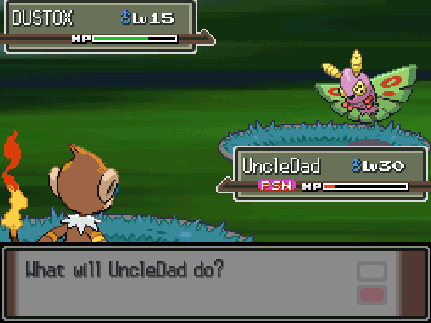 DUSTOX ♂Lv15
HP
UncleDad ♂Lv30
PSN HP
What will UncleDad do?